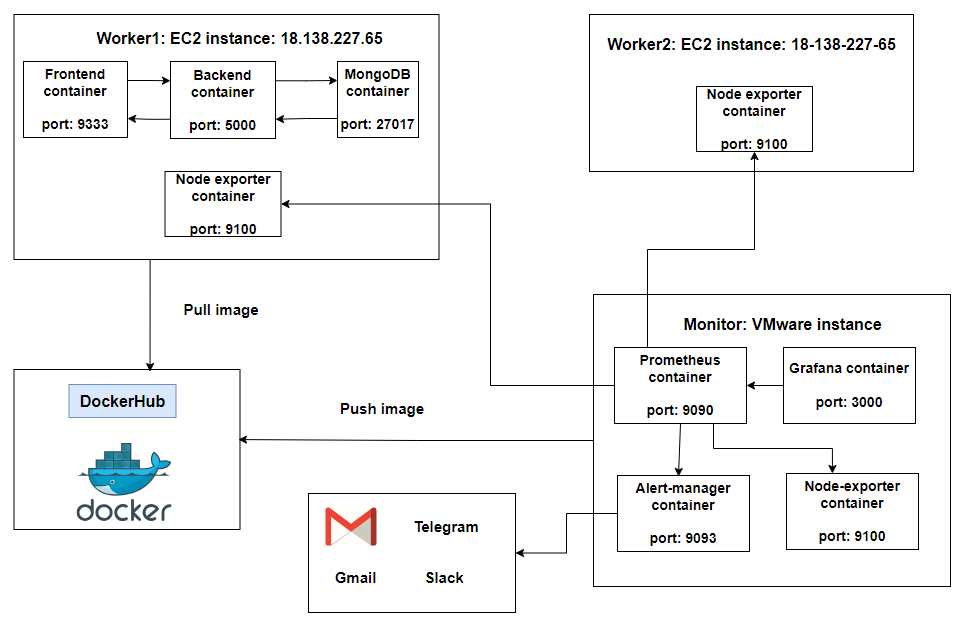 Worker1: EC2 instance: 18.138.227.65
Frontend
container
port: 9333
Backend
container
port: 5000
MongoDB
container
port: 27017
Node exporter
container
port: 9100
Worker2: EC2 instance: 18-138-227-65
Node exporter
container
port: 9100
Pull image
Monitor: VMware instance
Prometheus
container
port: 9090
Grafana container
port: 3000
DockerHub
docker
Push image
Alert-manager
container
port: 9093
Node-exporter
container
port: 9100
Telegram
Gmail
Slack